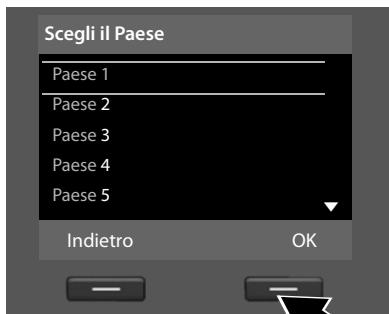 Scegli il Paese
Paese 1
Paese 2
Paese 3
Paese 4
Paese 5
Indietro OK